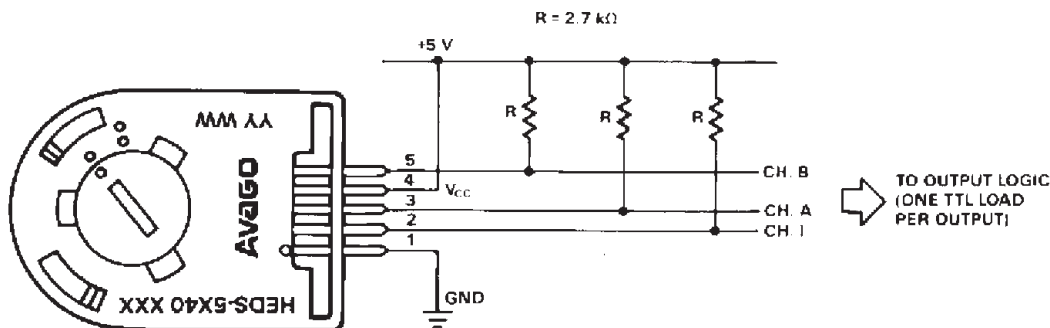 R = 2.7 kΩ
+5 V
YY WW
AVAGO
HEDS-5X40 XXX
R
R
R
5
4
3
2
1
VCC
GND
CH. B
CH. A
CH. I
TO OUTPUT LOGIC
(ONE TTL LOAD
PER OUTPUT)